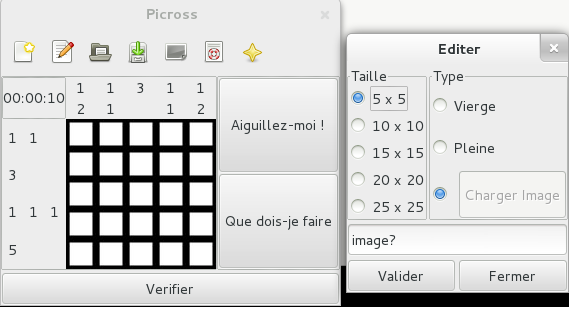 Picross
00:00:10
1 1 3 1 1
2 1 1 2
1 1
3
1 1 1
5
Aiguillez-moi !
Que dois-je faire
Verifier
Editer
Taille
5 x 5
10 x 10
15 x 15
20 x 20
25 x 25
Type
Vierge
Pleine
Charger Image
image?
Valider
Fermer